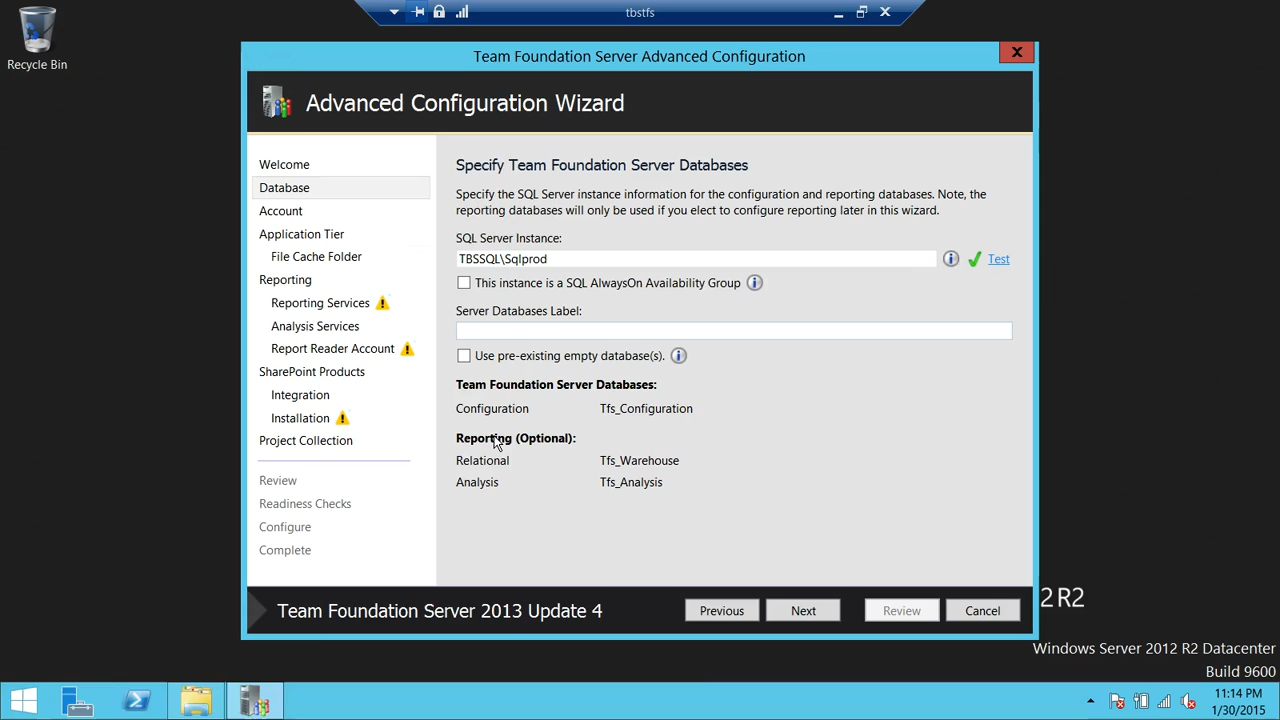 tbstfs
Recycle Bin
Team Foundation Server Advanced Configuration
X
Advanced Configuration Wizard
Welcome
Database
Account
Application Tier
File Cache Folder
Reporting
Reporting Services
Analysis Services
Report Reader Account
SharePoint Products
Integration
Installation
Project Collection
Review
Readiness Checks
Configure
Complete
Specify Team Foundation Server Databases
Specify the SQL Server instance information for the configuration and reporting databases. Note, the
reporting databases will only be used if you elect to configure reporting later in this wizard.
SQL Server Instance:
TBSSQL\Sqlprod
Test
This instance is a SQL AlwaysOn Availability Group
Server Databases Label:
Use pre-existing empty database(s).
Team Foundation Server Databases:
Configuration Tfs_Configuration
Reporting (Optional):
Relational Tfs_Warehouse
Analysis Tfs_Analysis
Team Foundation Server 2013 Update 4
Previous Next Review Cancel
2 R2
Windows Server 2012 R2 Datacenter
Build 9600
11:14 PM
1/30/2015